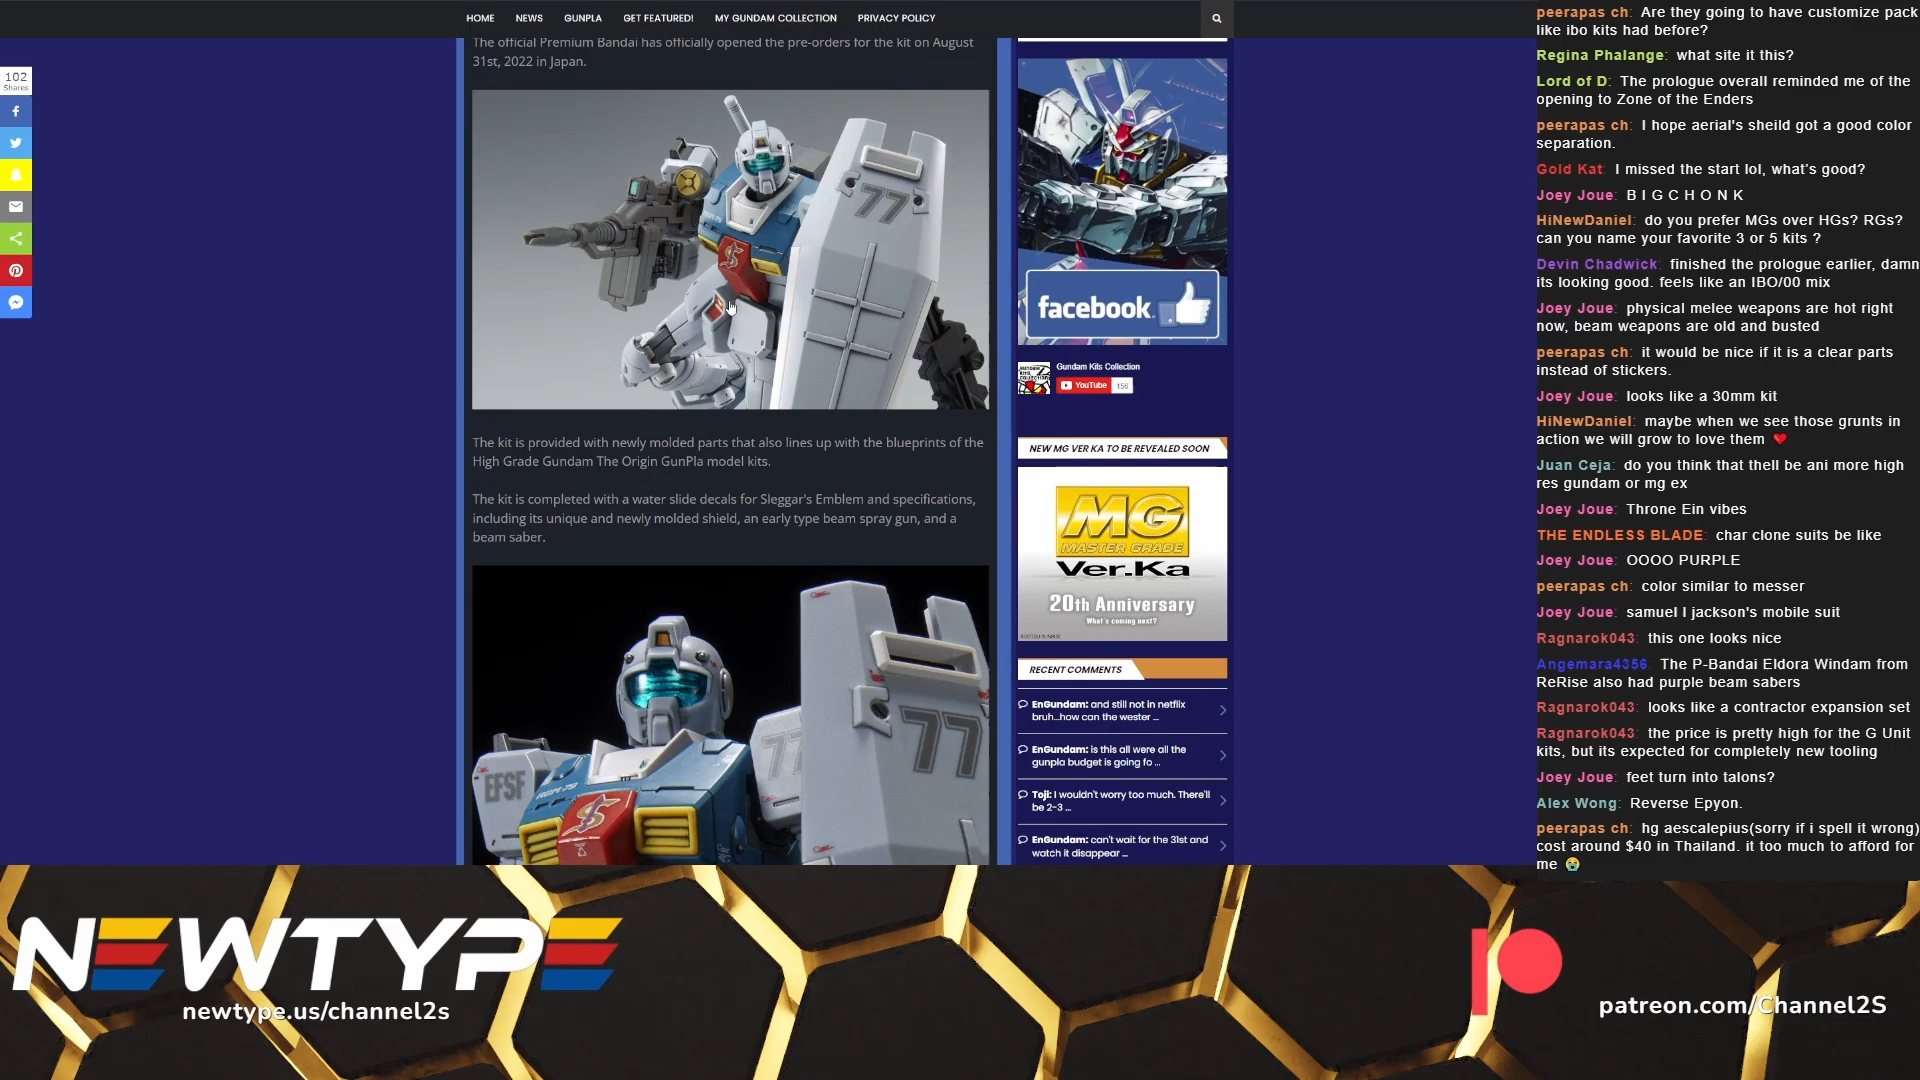 HOME NEWS GUNPLA GET FEATURED! MY GUNDAM COLLECTION PRIVACY POLICY
102
Shares
The official Premium Bandai has officially opened the pre-orders for the kit on August
31st, 2022 in Japan.
77
The kit is provided with newly molded parts that also lines up with the blueprints of the
High Grade Gundam The Origin GunPla model kits.
The kit is completed with a water slide decals for Sleggar's Emblem and specifications,
including its unique and newly molded shield, an early type beam spray gun, and a
beam saber.
77
77
EFSF
RGM-79
facebook
Gundam Kits Collection
YouTube 156
NEW MG VER KA TO BE REVEALED SOON
MG
MASTER GRADE
Ver.Ka
20th Anniversary
What's coming next?
RECENT COMMENTS
EnGundam: and still not in netflix
bruh...how can the wester ...
EnGundam: is this all were all the
gunpla budget is going fo ...
Toji: I wouldn't worry too much. There'll
be 2-3 ...
EnGundam: can't wait for the 31st and
watch it disappear ...
peerapas ch: Are they going to have customize pack
like ibo kits had before?
Regina Phalange: what site it this?
Lord of D: The prologue overall reminded me of the
opening to Zone of the Enders
peerapas ch: I hope aerial's sheild got a good color
separation.
Gold Kat: I missed the start lol, what's good?
Joey Joue: B I G C H O N K
HiNewDaniel: do you prefer MGs over HGs? RGs?
can you name your favorite 3 or 5 kits ?
Devin Chadwick: finished the prologue earlier, damn
its looking good. feels like an IBO/00 mix
Joey Joue: physical melee weapons are hot right
now, beam weapons are old and busted
peerapas ch: it would be nice if it is a clear parts
instead of stickers.
Joey Joue: looks like a 30mm kit
HiNewDaniel: maybe when we see those grunts in
action we will grow to love them ❤
Juan Ceja: do you think that thell be ani more high
res gundam or mg ex
Joey Joue: Throne Ein vibes
THE ENDLESS BLADE: char clone suits be like
Joey Joue: OOOO PURPLE
peerapas ch: color similar to messer
Joey Joue: samuel l jackson's mobile suit
Ragnarok043: this one looks nice
Angemara4356: The P-Bandai Eldora Windam from
ReRise also had purple beam sabers
Ragnarok043: looks like a contractor expansion set
Ragnarok043: the price is pretty high for the G Unit
kits, but its expected for completely new tooling
Joey Joue: feet turn into talons?
Alex Wong: Reverse Epyon.
peerapas ch: hg aescalepius(sorry if i spell it wrong)
cost around $40 in Thailand. it too much to afford for
me 😭
NEWTYPE
newtype.us/channel2s
patreon.com/Channel2S